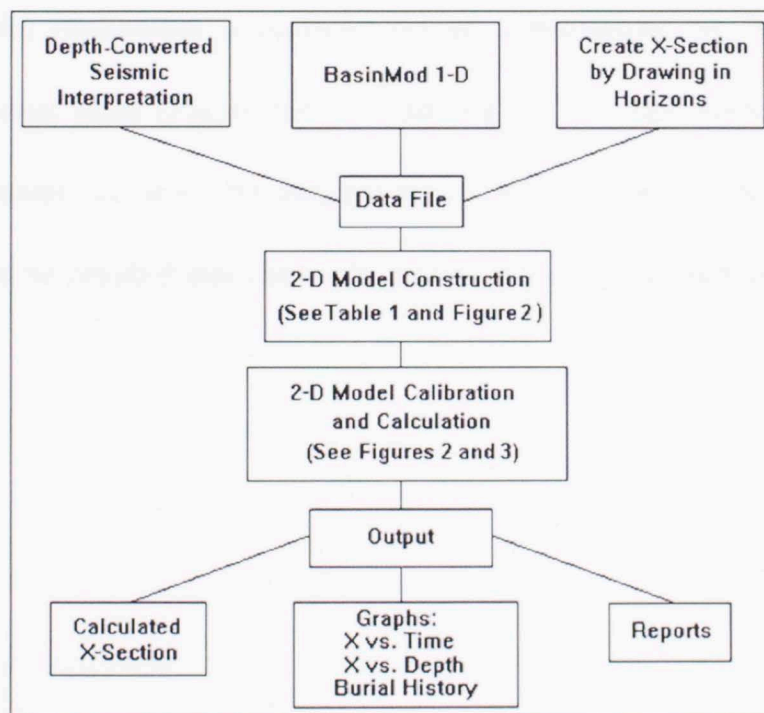 Depth-Converted
Seismic
Interpretation
BasinMod 1-D
Create X-Section
by Drawing in
Horizons
Data File
2-D Model Construction
(See Table 1 and Figure 2)
2-D Model Calibration
and Calculation
(See Figures 2 and 3)
Output
Calculated
X-Section
Graphs:
X vs. Time
X vs. Depth
Burial History
Reports